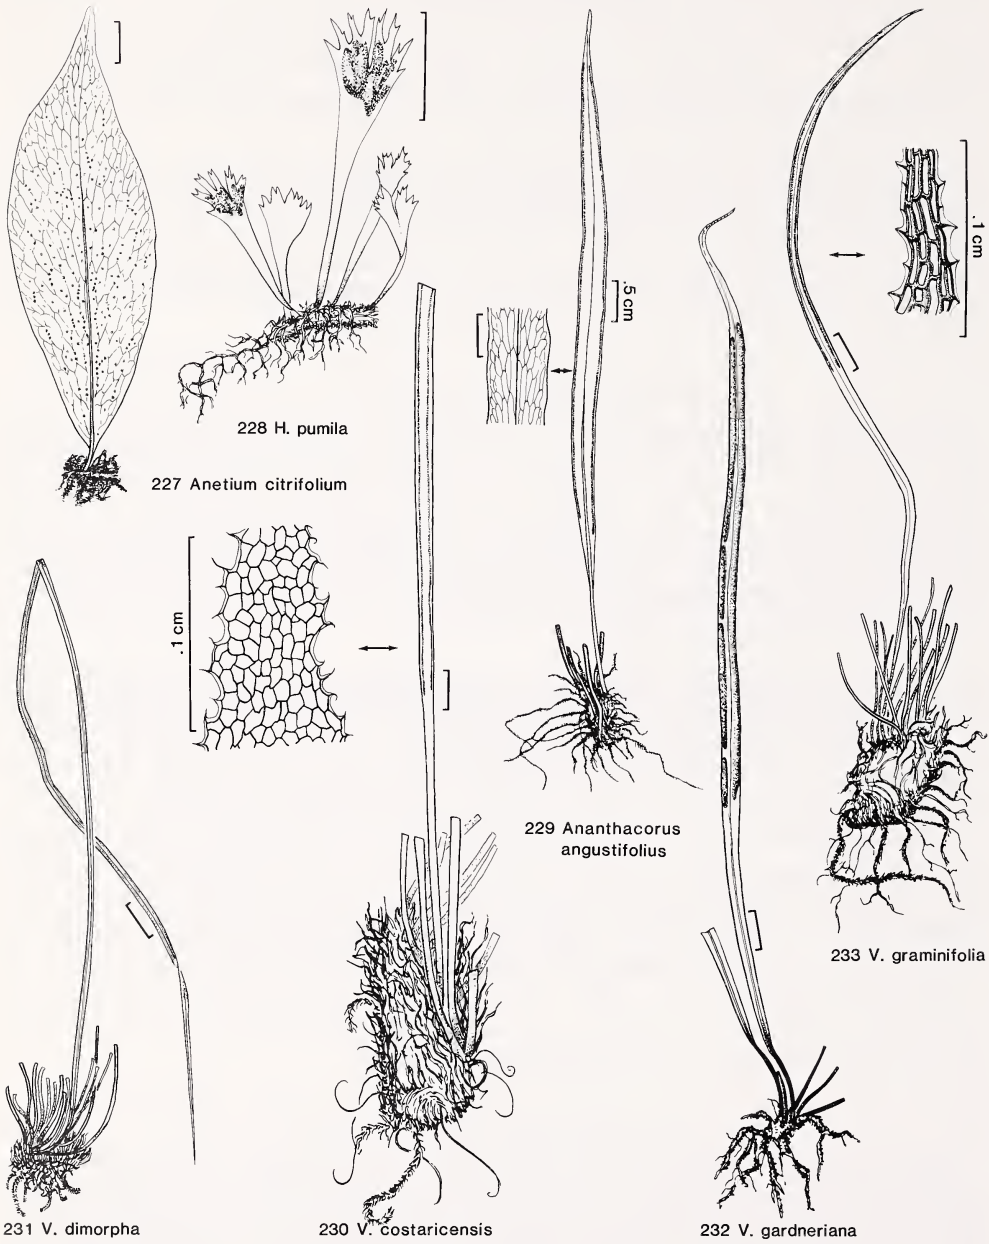 228 H. pumila
227 Anetium citrifolium
.5 cm
.1 cm
.1 cm
229 Ananthacorus
angustifolius
233 V. graminifolia
231 V. dimorpha
230 V. costaricensis
232 V. gardneriana